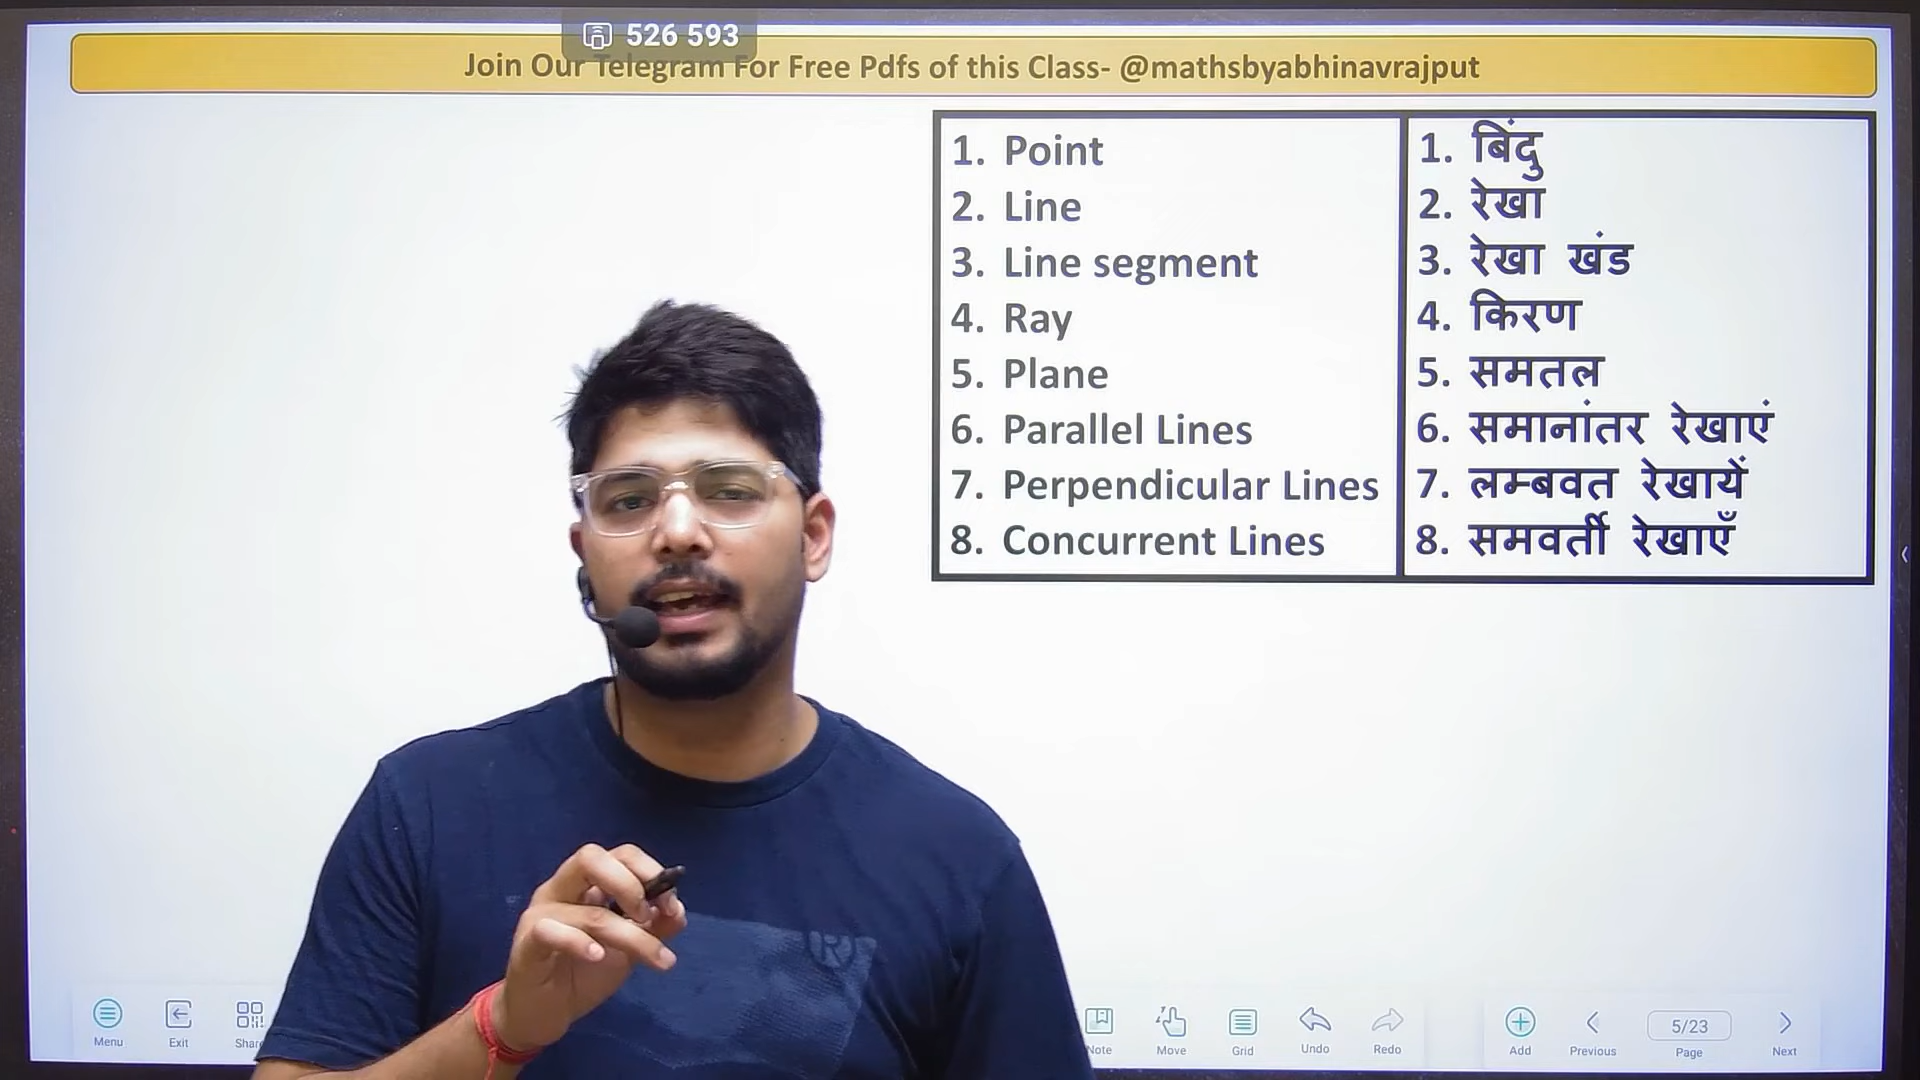 526 593
Join Our Telegram For Free Pdfs of this Class- @mathsbyabhinavrajput
1. Point
2. Line
3. Line segment
4. Ray
5. Plane
6. Parallel Lines
7. Perpendicular Lines
8. Concurrent Lines
1. बिंदु
2. रेखा
3. रेखा खंड
4. किरण
5. समतल
6. समानांतर रेखाएं
7. लम्बवत रेखायें
8. समवर्ती रेखाएँ
R
Menu
Exit
Share
Note
Move
Grid
Undo
Redo
Add
Previous
5/23
Page
Next